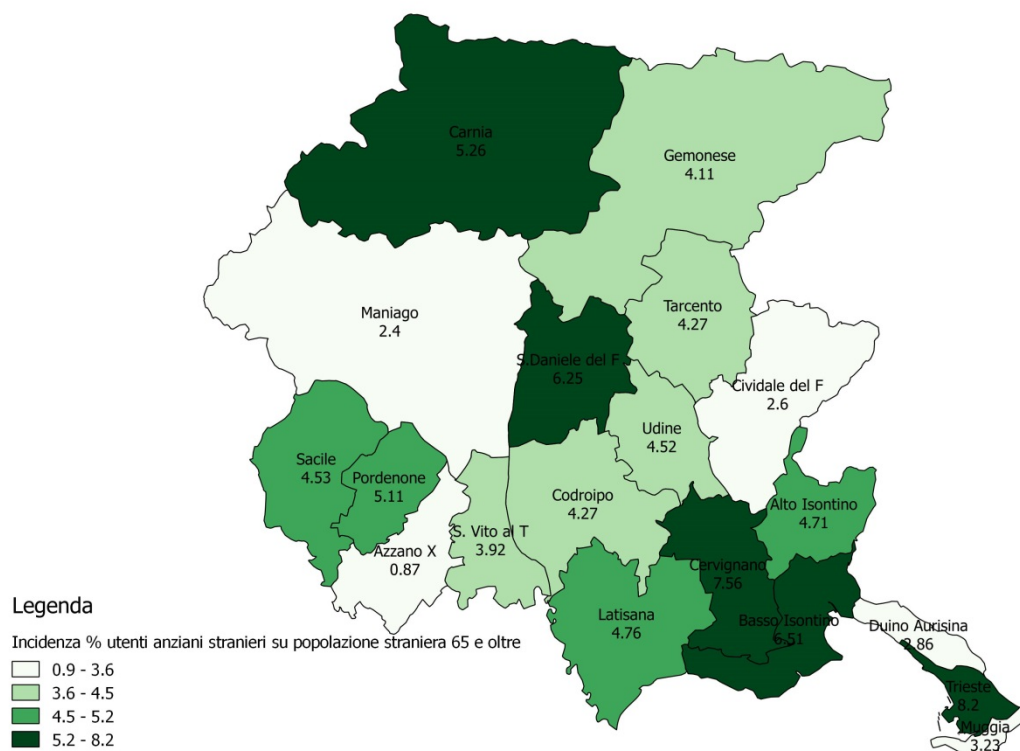 Carnia
5.26
Gemonese
4.11
Maniago
2.4
Tarcento
4.27
S.Daniele del F.
6.25
Cividale del F
2.6
Udine
4.52
Sacile
4.53
Pordenone
5.11
Codroipo
4.27
Alto Isontino
4.71
S. Vito al T
3.92
Azzano X
0.87
Cervignano
7.56
Latisana
4.76
Basso Isontino
6.51
Duino Aurisina
2.86
Trieste
8.2
Muggia
3.23
Legenda
Incidenza % utenti anziani stranieri su popolazione straniera 65 e oltre
0.9 - 3.6
3.6 - 4.5
4.5 - 5.2
5.2 - 8.2